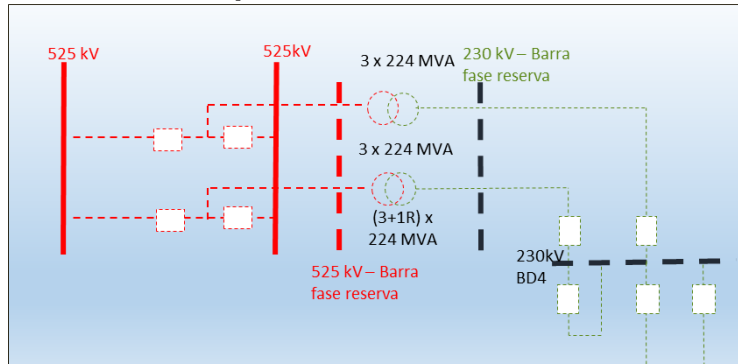 525 kV
525kV
3 x 224 MVA
230 kV – Barra
fase reserva
3 x 224 MVA
(3+1R) x
224 MVA
525 kV – Barra
fase reserva
230kV
BD4